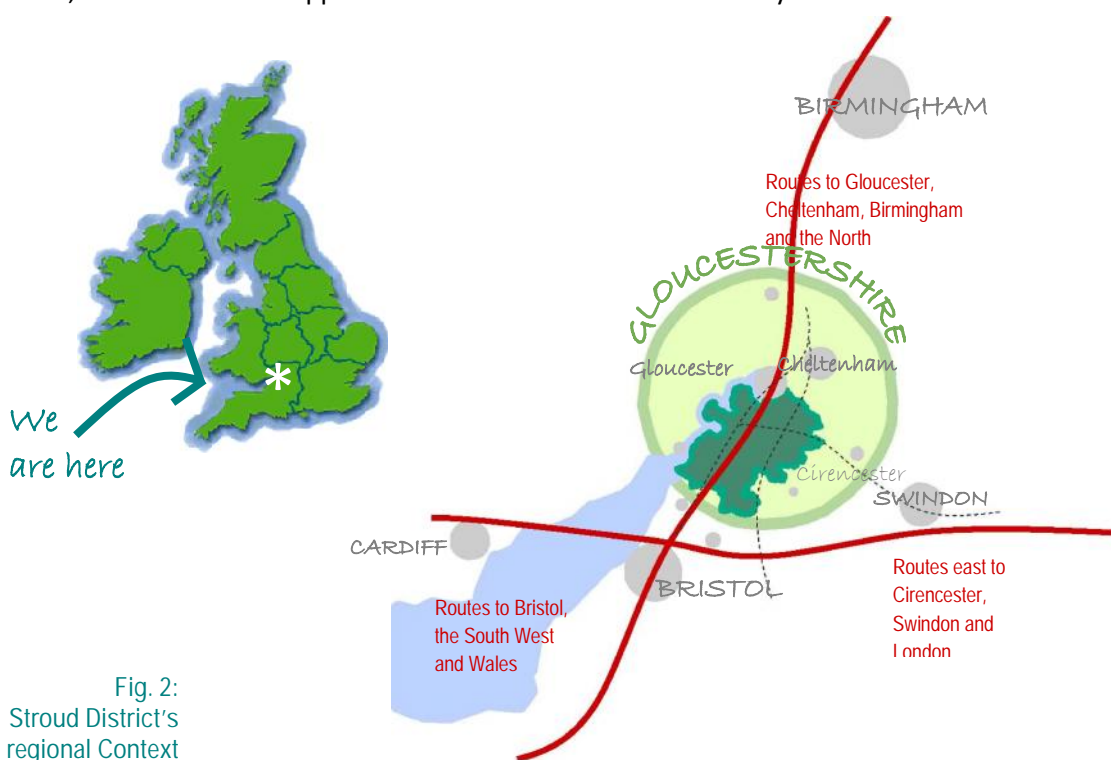 BIRMINGHAM
Routes to Gloucester,
Cheltenham, Birmingham
and the North
GLOUCESTERSHIRE
Gloucester
Cheltenham
We
are here
Cirencester
SWINDON
CARDIFF
BRISTOL
Routes east to
Cirencester,
Swindon and
London
Routes to Bristol,
the South West
and Wales
Fig. 2:
Stroud District's
regional Context